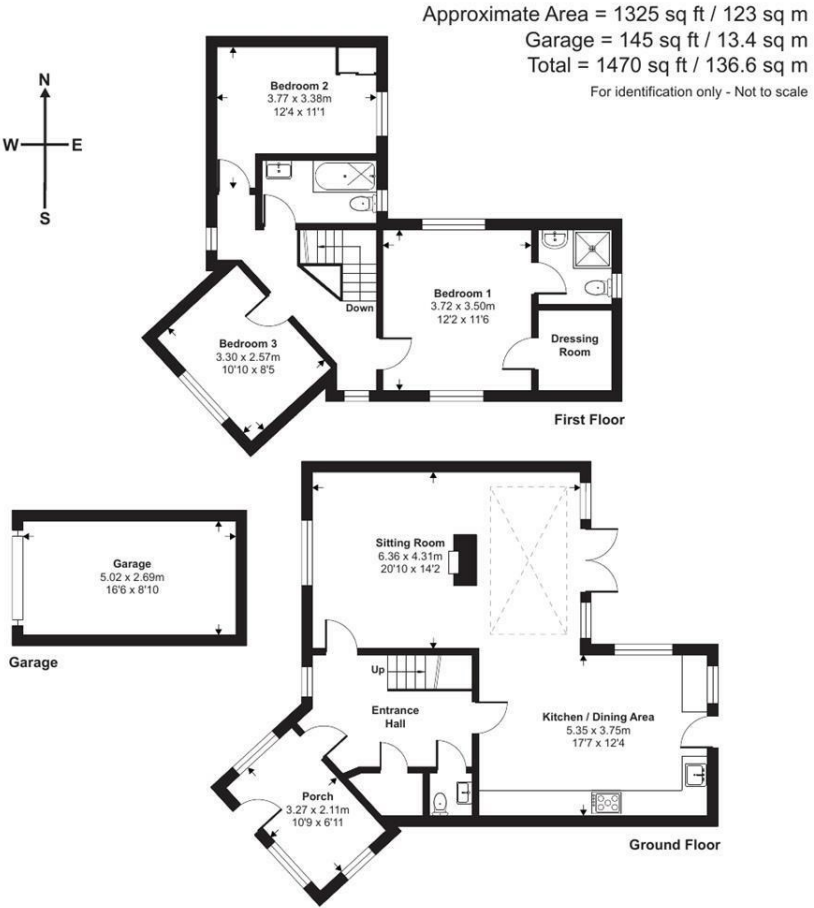 Approximate Area = 1325 sq ft / 123 sq m
Garage = 145 sq ft / 13.4 sq m
Total = 1470 sq ft / 136.6 sq m
For identification only - Not to scale
N
W
E
S
Bedroom 2
3.77 x 3.38m
12'4 x 11'1
Down
Bedroom 1
3.72 x 3.50m
12'2 x 11'6
Dressing
Room
Bedroom 3
3.30 x 2.57m
10'10 x 8'5
First Floor
Sitting Room
6.36 x 4.31m
20'10 x 14'2
Garage
5.02 x 2.69m
16'6 x 8'10
Garage
Up
Entrance
Hall
Kitchen / Dining Area
5.35 x 3.75m
17'7 x 12'4
Porch
3.27 x 2.11m
10'9 x 6'11
Ground Floor